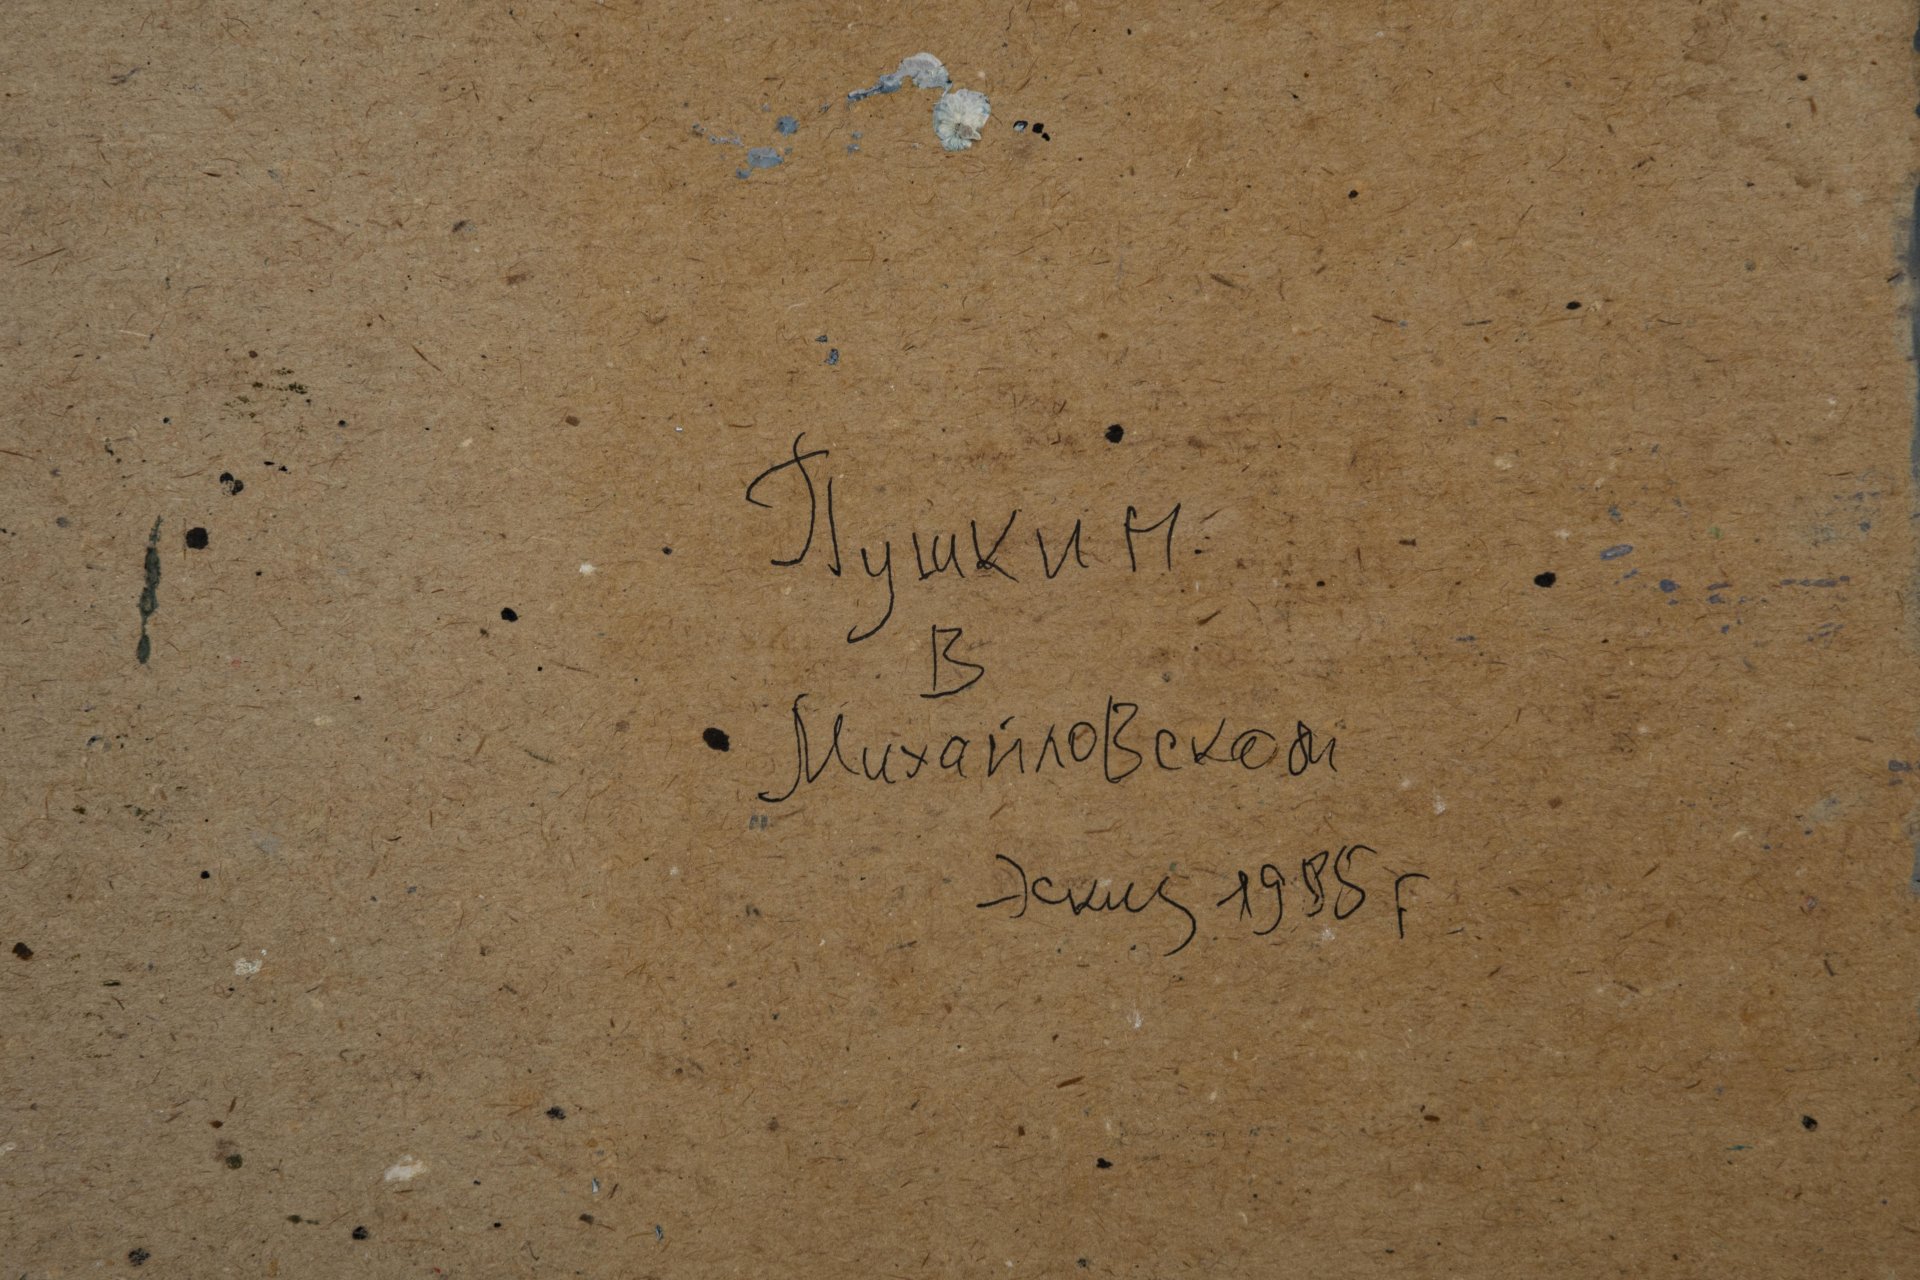 Пушкин
в
Михайловском
Эскиз 1985 г